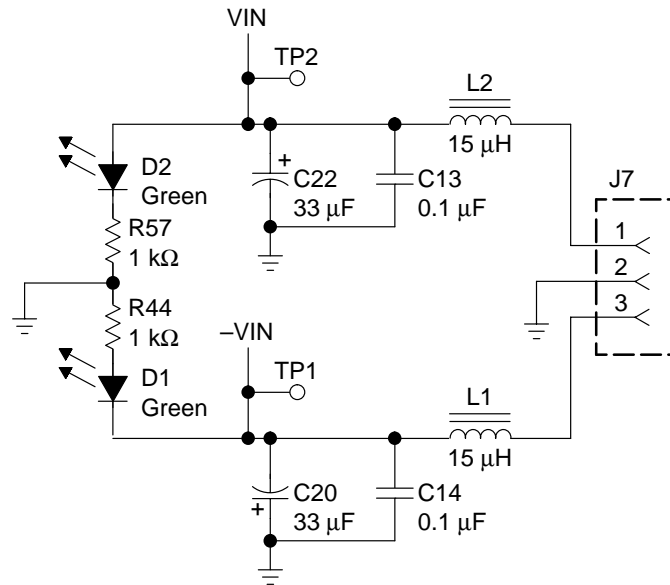 VIN
TP2
L2
15 μH
D2
Green
+
C22
33 μF
C13
0.1 μF
J7
1
2
3
R57
1 kΩ
R44
1 kΩ
–VIN
TP1
D1
Green
L1
15 μH
C20
33 μF
+
C14
0.1 μF